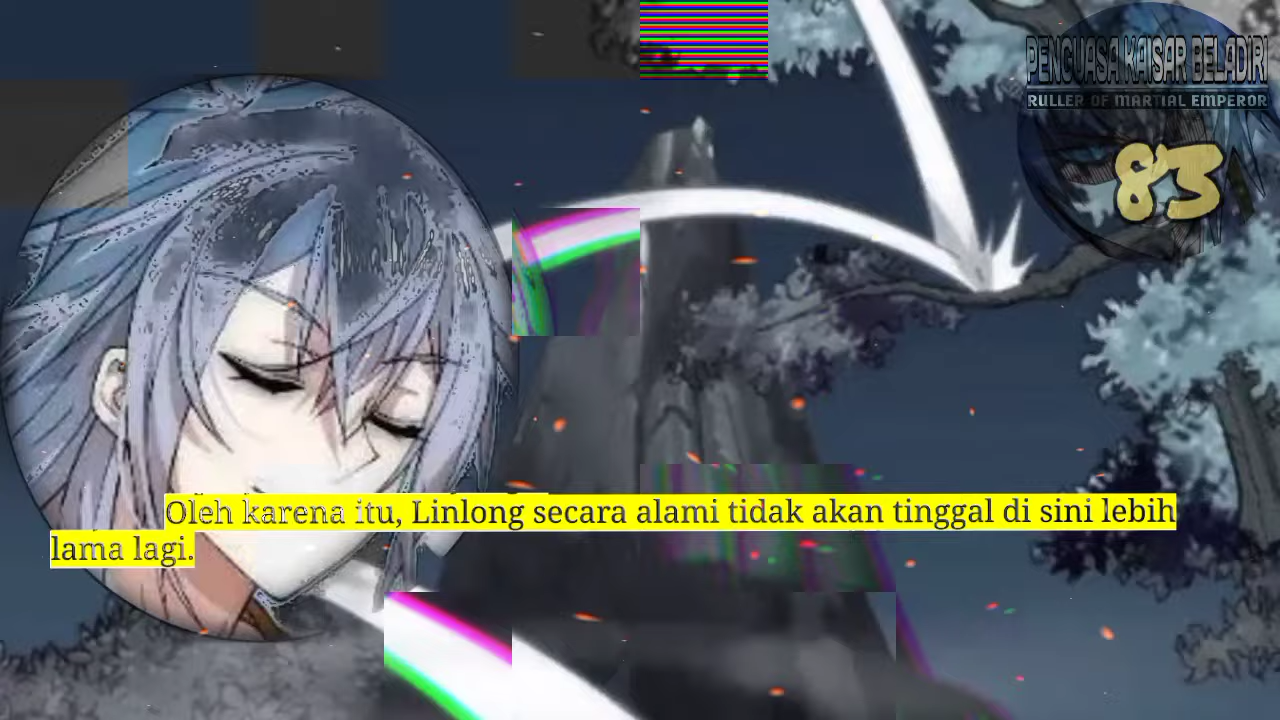 PENGUASA KAISAR BELADIRI
RULLER OF MARTIAL EMPEROR
83
Oleh karena itu, Linlong secara alami tidak akan tinggal di sini lebih
lama lagi.